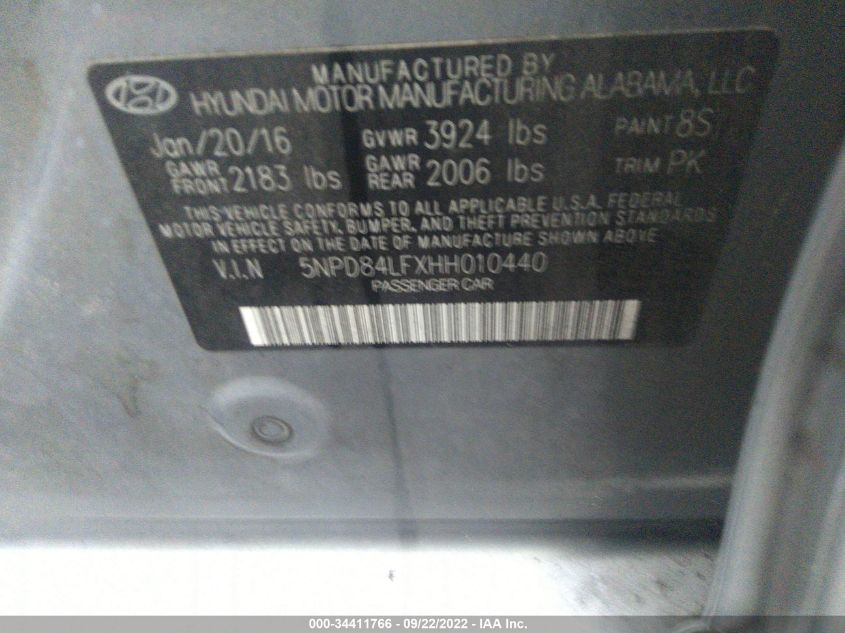 MANUFACTURED BY
HYUNDAI MOTOR MANUFACTURING ALABAMA, LLC
Jan/20/16 GVWR 3924 lbs PAINT 8S
GAWR FRONT 2183 lbs GAWR REAR 2006 lbs TRIM PK
THIS VEHICLE CONFORMS TO ALL APPLICABLE U.S.A. FEDERAL
MOTOR VEHICLE SAFETY, BUMPER, AND THEFT PREVENTION STANDARDS
IN EFFECT ON THE DATE OF MANUFACTURE SHOWN ABOVE
V.I.N 5NPD84LFXHH010440
PASSENGER CAR
000-34411766 - 09/22/2022 - IAA Inc.